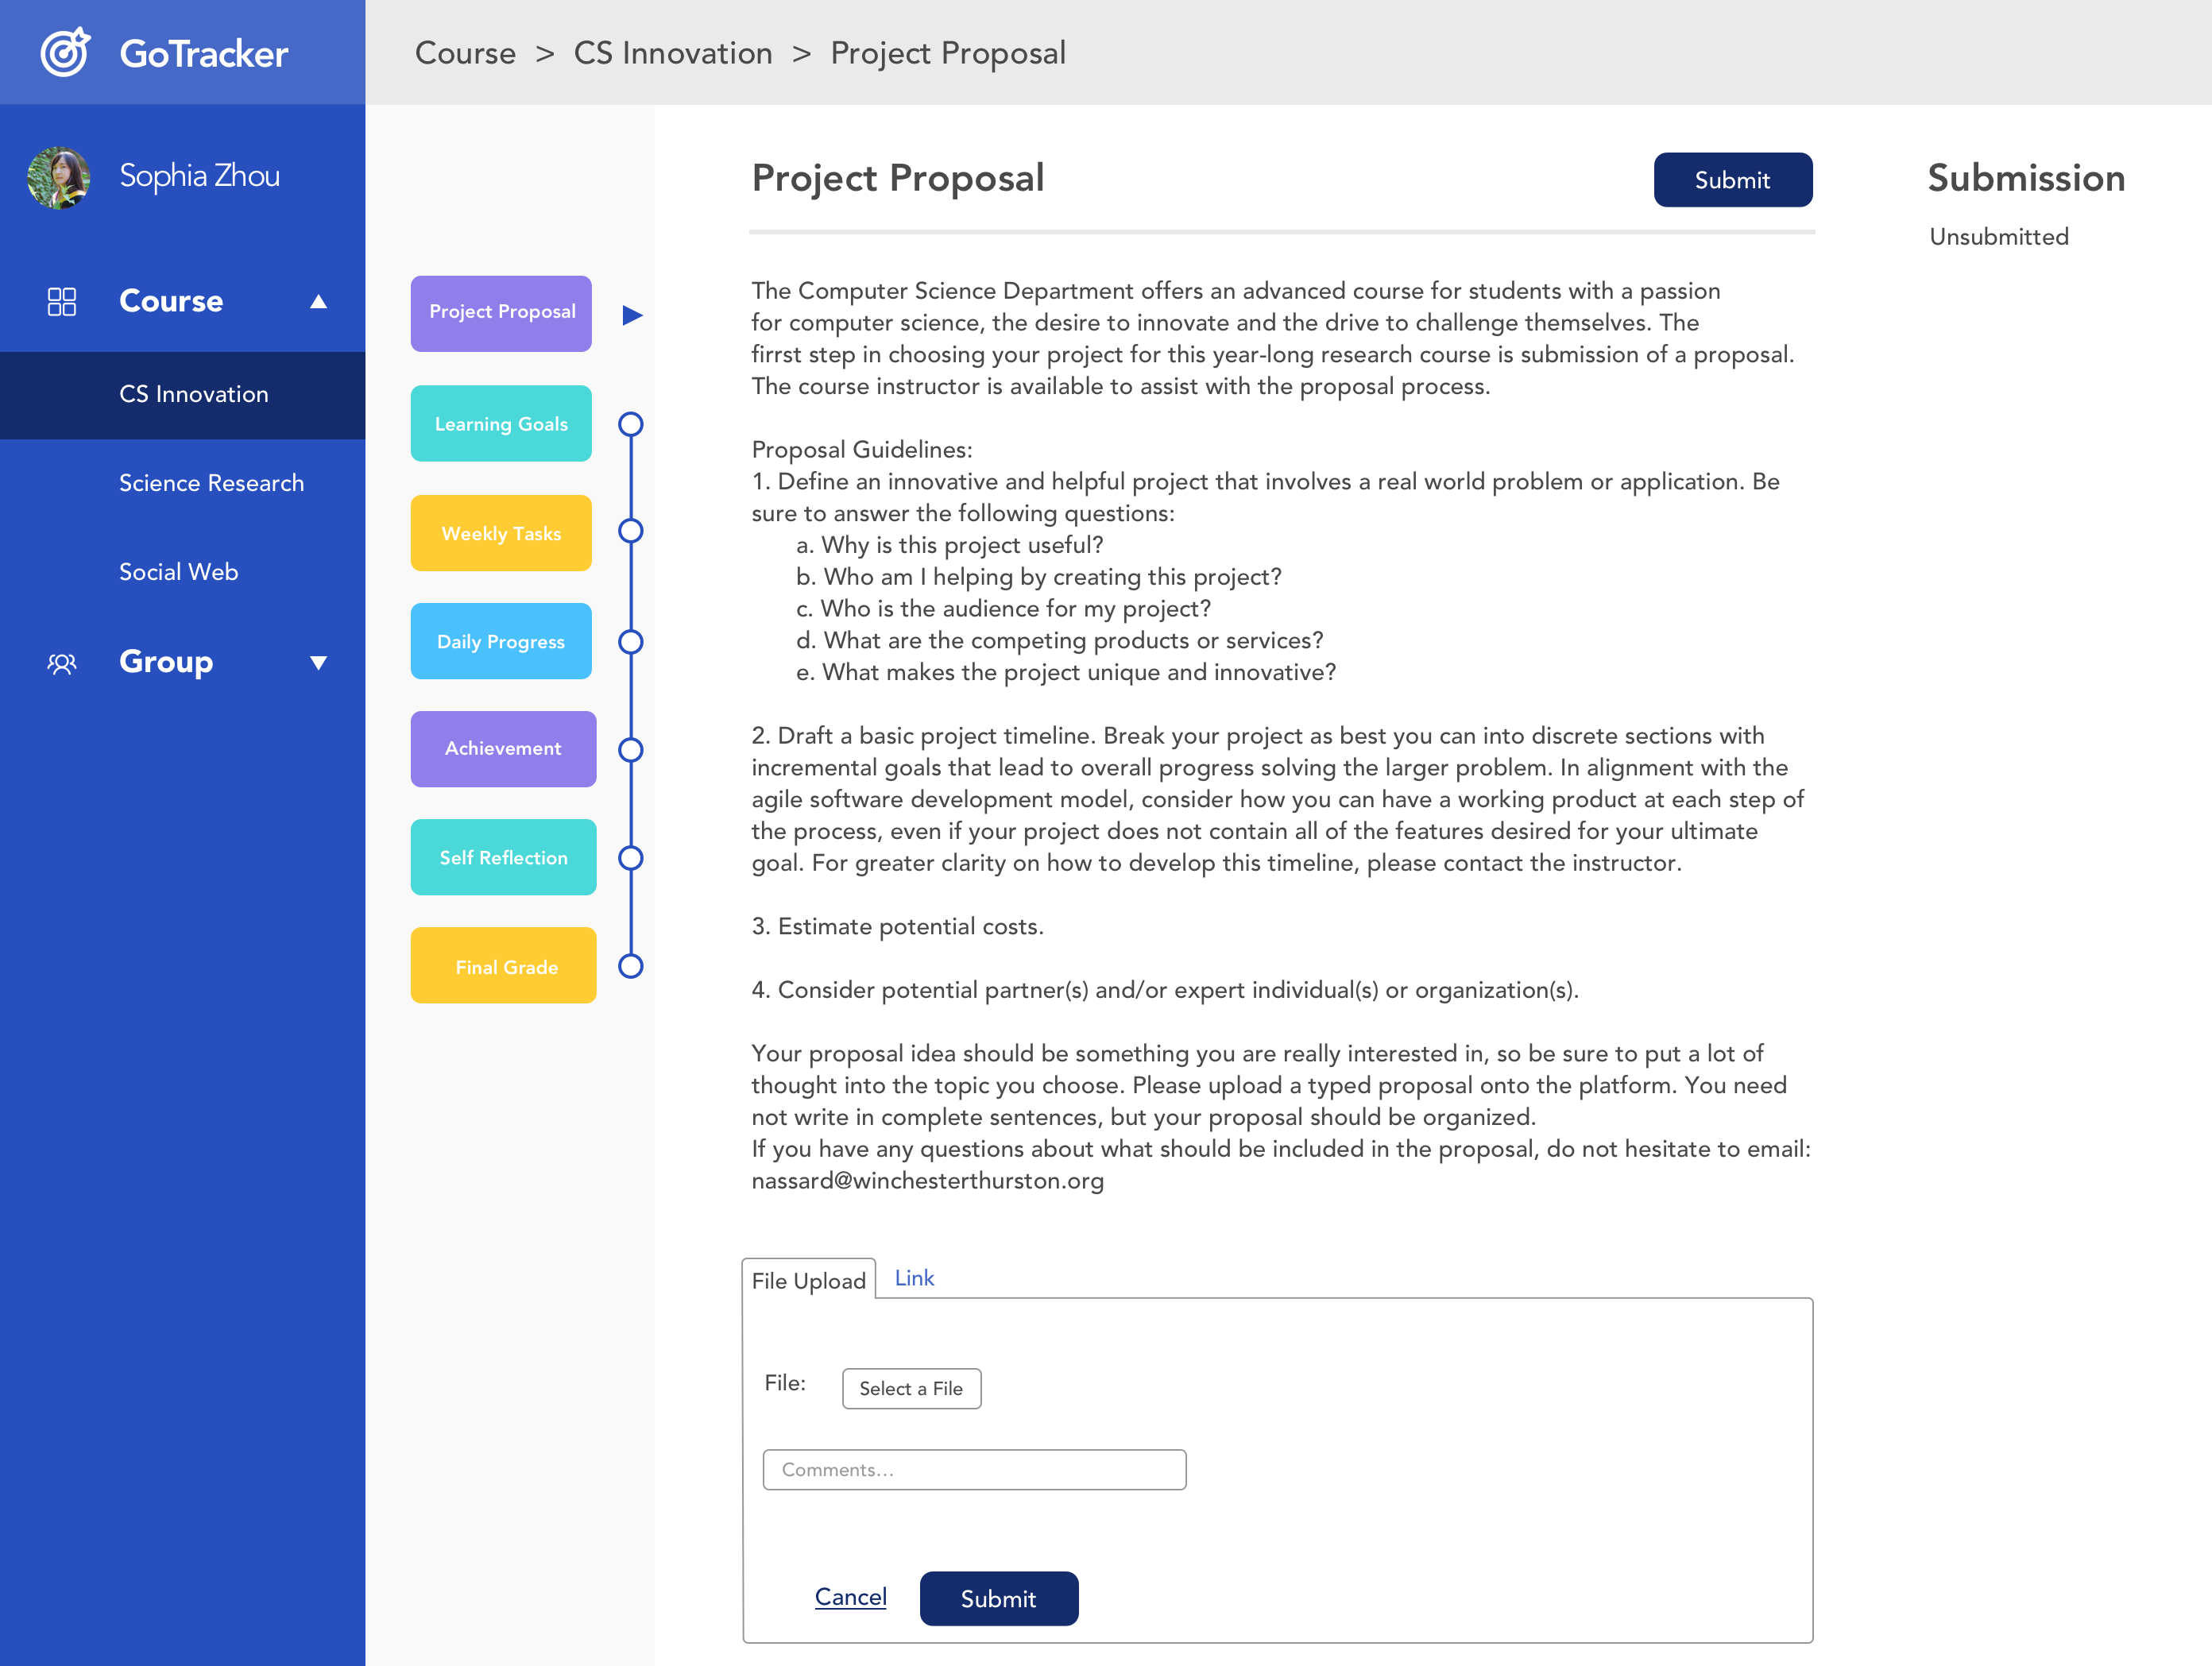 GoTracker
Course > CS Innovation > Project Proposal
Sophia Zhou
Course
CS Innovation
Science Research
Social Web
Group
Project Proposal
Learning Goals
Weekly Tasks
Daily Progress
Achievement
Self Reflection
Final Grade
Project Proposal
Submit
Submission
Unsubmitted
The Computer Science Department offers an advanced course for students with a passion
for computer science, the desire to innovate and the drive to challenge themselves. The
firrst step in choosing your project for this year-long research course is submission of a proposal.
The course instructor is available to assist with the proposal process.
Proposal Guidelines:
1. Define an innovative and helpful project that involves a real world problem or application. Be
sure to answer the following questions:
a. Why is this project useful?
b. Who am I helping by creating this project?
c. Who is the audience for my project?
d. What are the competing products or services?
e. What makes the project unique and innovative?
2. Draft a basic project timeline. Break your project as best you can into discrete sections with
incremental goals that lead to overall progress solving the larger problem. In alignment with the
agile software development model, consider how you can have a working product at each step of
the process, even if your project does not contain all of the features desired for your ultimate
goal. For greater clarity on how to develop this timeline, please contact the instructor.
3. Estimate potential costs.
4. Consider potential partner(s) and/or expert individual(s) or organization(s).
Your proposal idea should be something you are really interested in, so be sure to put a lot of
thought into the topic you choose. Please upload a typed proposal onto the platform. You need
not write in complete sentences, but your proposal should be organized.
If you have any questions about what should be included in the proposal, do not hesitate to email:
nassard@winchesterthurston.org
File Upload
Link
File:
Select a File
Comments...
Cancel
Submit